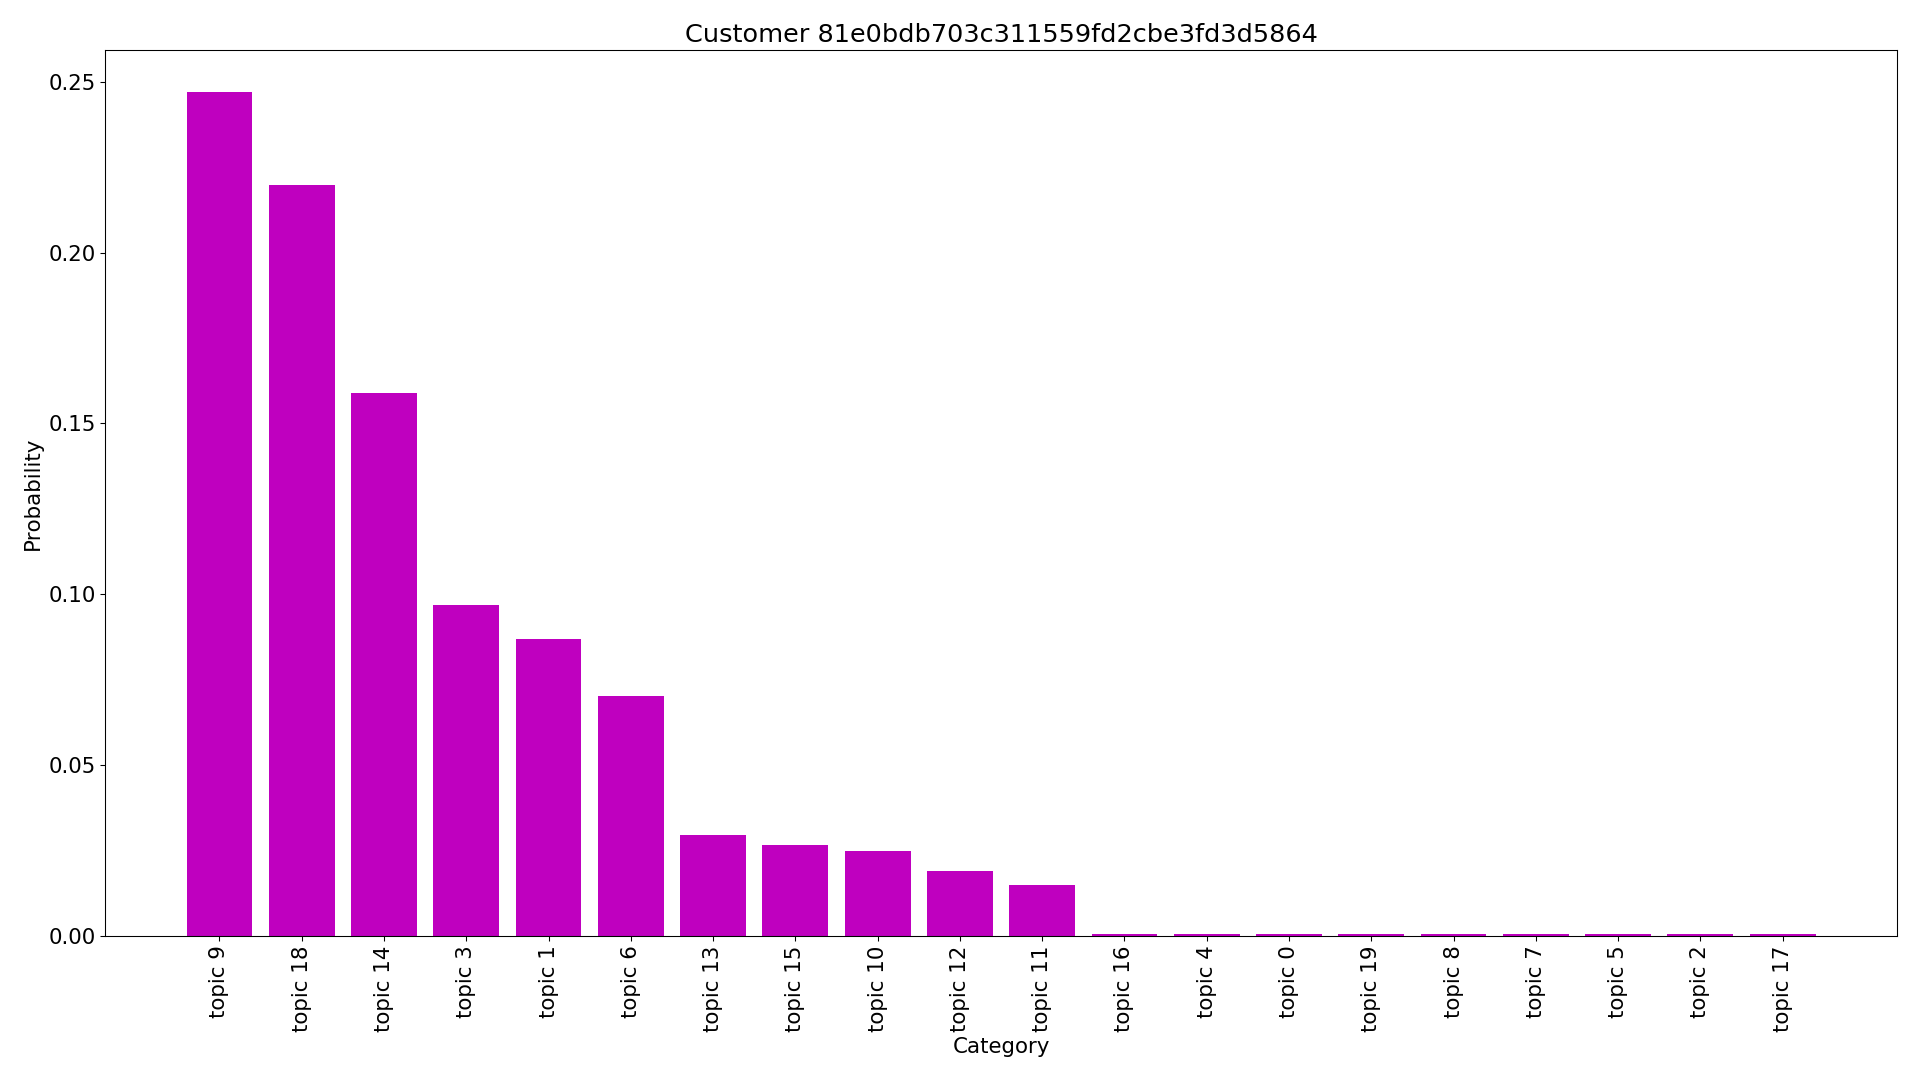 Customer 81e0bdb703c311559fd2cbe3fd3d5864
Probability
0.25
0.20
0.15
0.10
0.05
0.00
topic 9
topic 18
topic 14
topic 3
topic 1
topic 6
topic 13
topic 15
topic 10
topic 12
topic 11
topic 16
topic 4
topic 0
topic 19
topic 8
topic 7
topic 5
topic 2
topic 17
Category